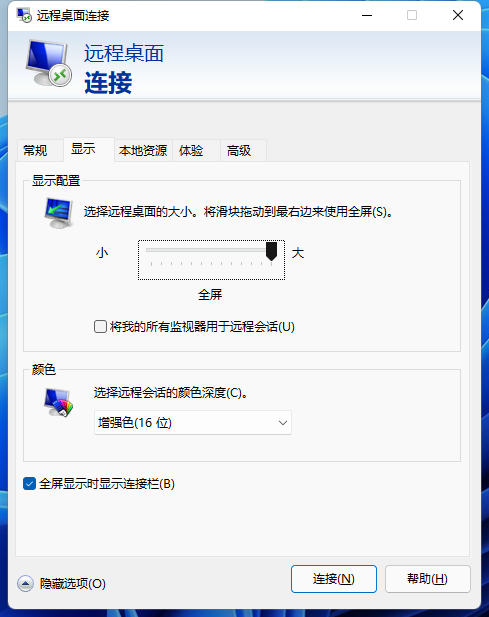 远程桌面连接
远程桌面
连接
常规 显示 本地资源 体验 高级
显示配置
选择远程桌面的大小。将滑块拖动到最右边来使用全屏(S)。
小 大
全屏
将我的所有监视器用于远程会话(U)
颜色
选择远程会话的颜色深度(C)。
增强色(16 位)
全屏显示时显示连接栏(B)
隐藏选项(O) 连接(N) 帮助(H)